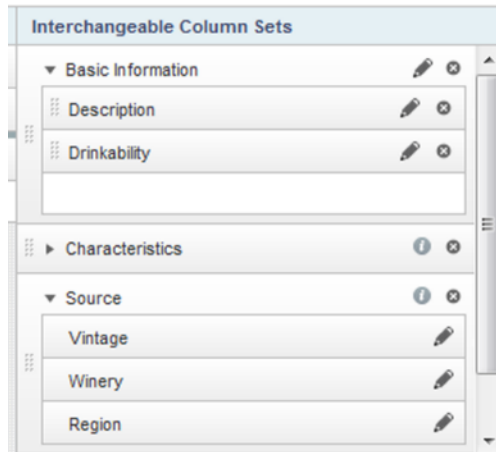 Interchangeable Column Sets
Basic Information
Description
Drinkability
Characteristics
Source
Vintage
Winery
Region